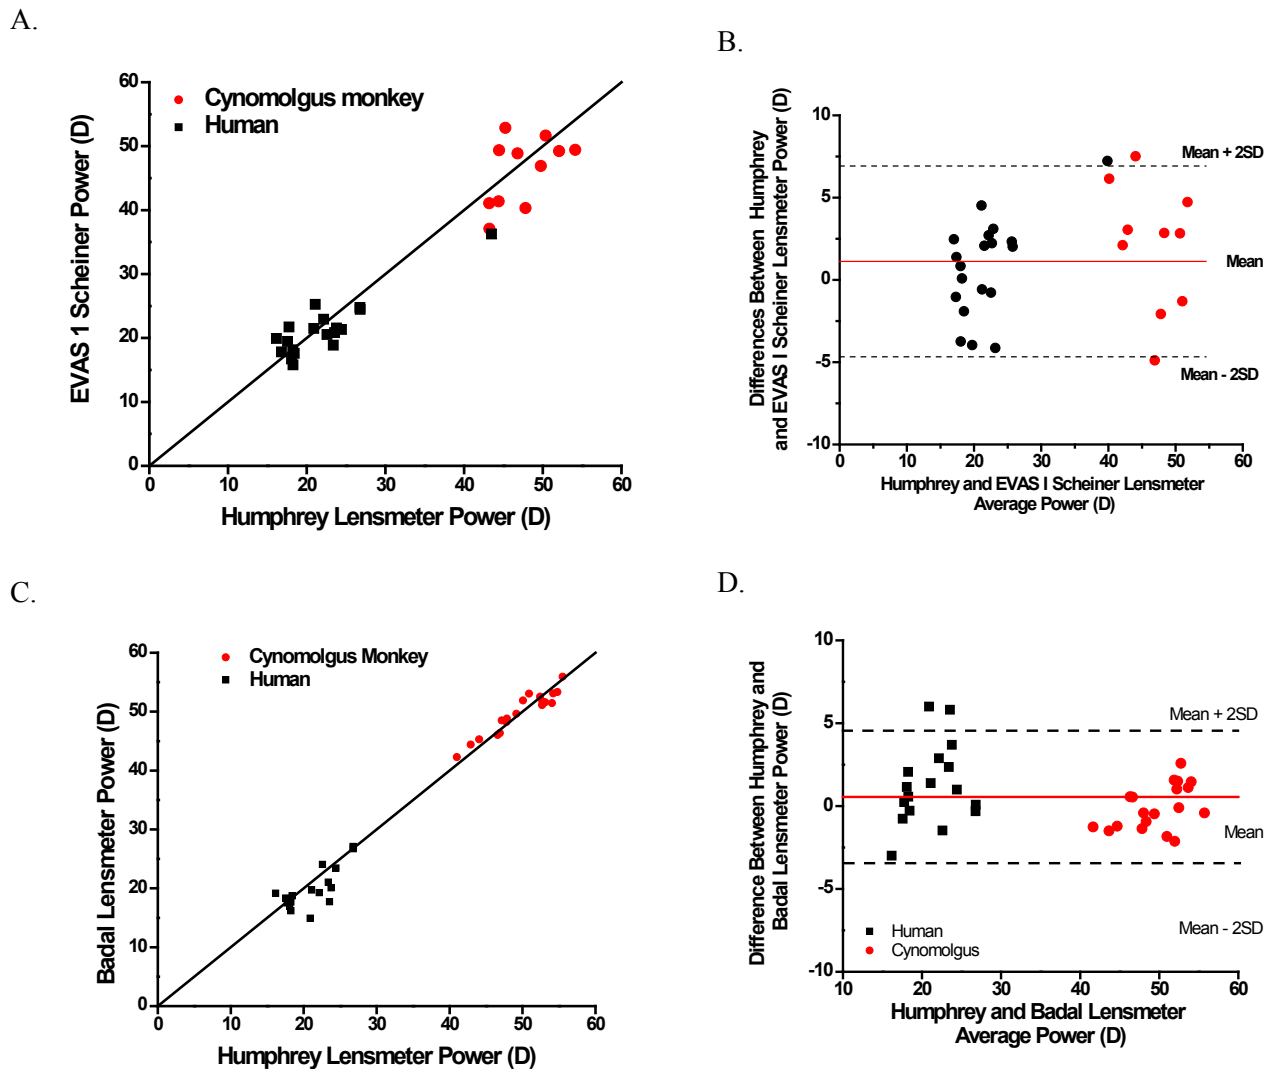 A.
60
50
40
30
20
10
0
0 10 20 30 40 50 60
EVAS 1 Scheiner Power (D)
Humphrey Lensmeter Power (D)
Cynomolgus monkey
Human
B.
10
5
0
-5
-10
0 10 20 30 40 50 60
Differences Between Humphrey
and EVAS I Scheiner Lensmeter Power (D)
Mean + 2SD
Mean
Mean - 2SD
Humphrey and EVAS I Scheiner Lensmeter
Average Power (D)
C.
60
50
40
30
20
10
0
0 10 20 30 40 50 60
Badal Lensmeter Power (D)
Humphrey Lensmeter Power (D)
Cynomolgus Monkey
Human
D.
10
5
0
-5
-10
10 20 30 40 50 60
Difference Between Humphrey and
Badal Lensmeter Power (D)
Mean + 2SD
Mean
Mean - 2SD
Human
Cynomolgus
Humphrey and Badal Lensmeter
Average Power (D)